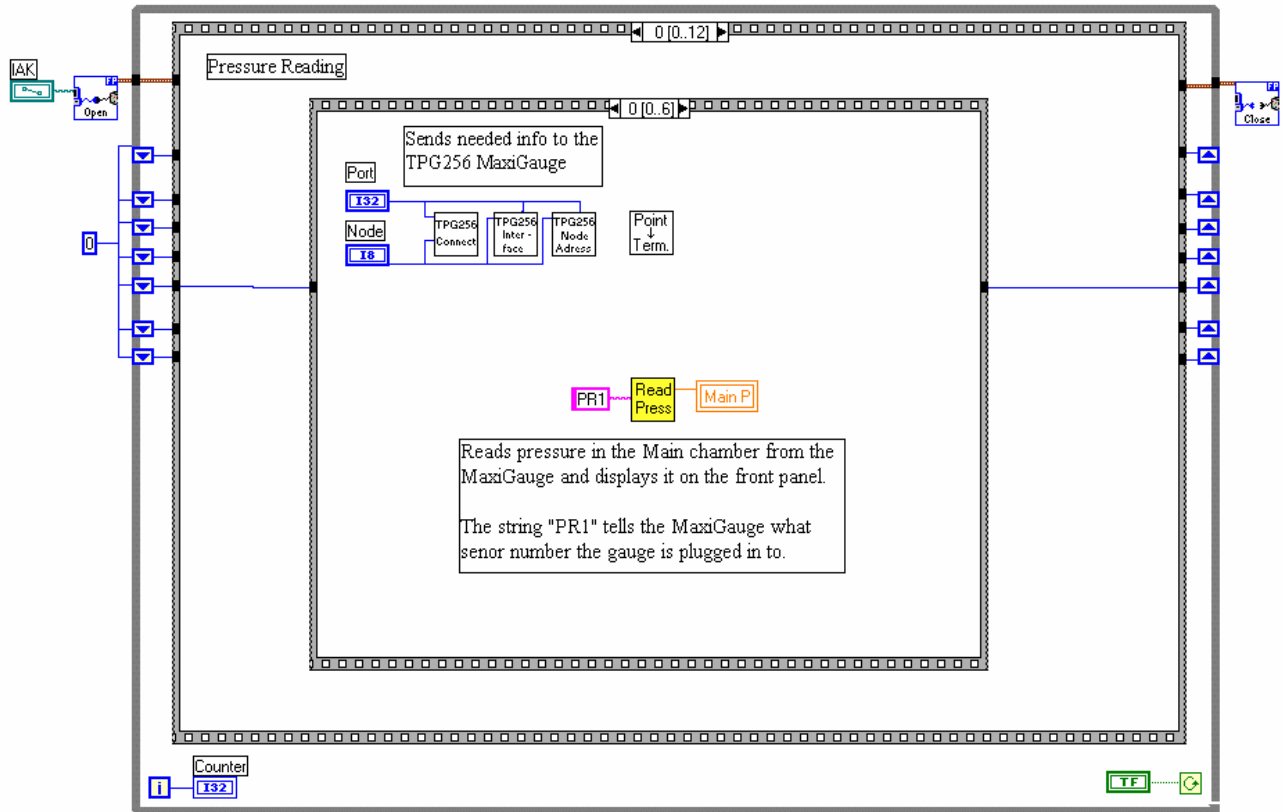 0 [0..12]
Pressure Reading
IAK
FP
Open
FP
Close
0 [0..6]
Sends needed info to the
TPG256 MaxiGauge
Port
I32
Node
I8
TPG256
Connect
TPG256
Inter -
face
TPG256
Node
Adress
Point
Term.
0
PR1
Read
Press
Main P
Reads pressure in the Main chamber from the
MaxiGauge and displays it on the front panel.
The string "PR1" tells the MaxiGauge what
senor number the gauge is plugged in to.
Counter
i
I32
TF